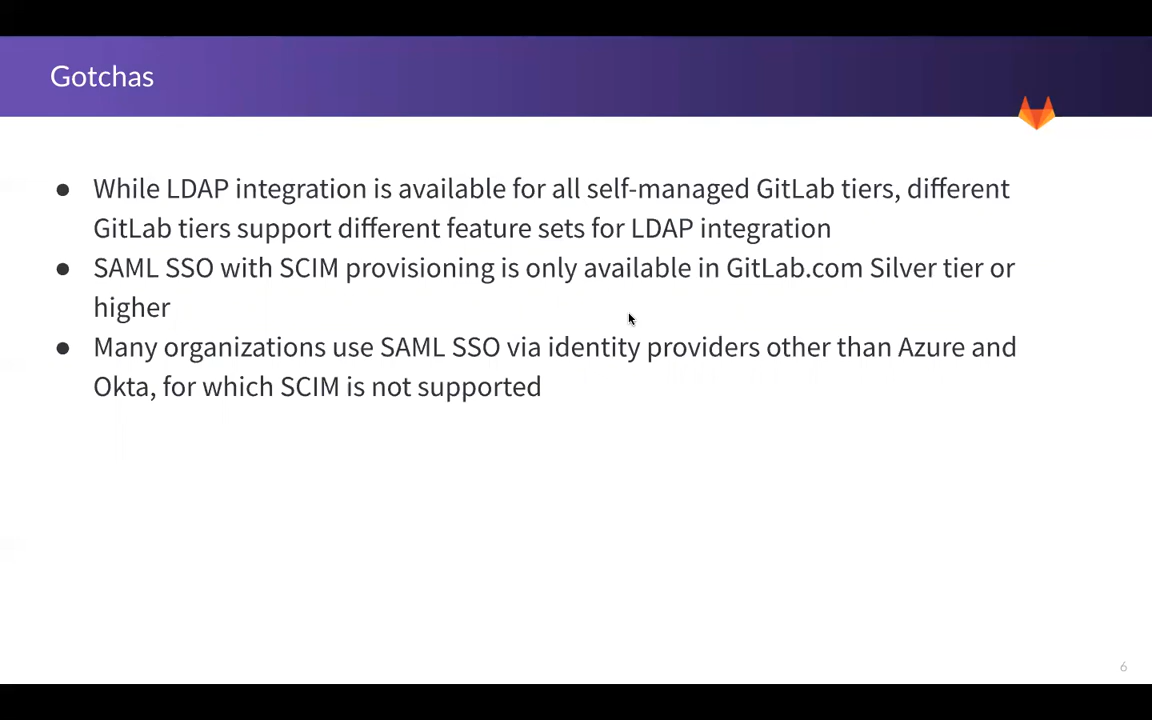 Gotchas
● While LDAP integration is available for all self-managed GitLab tiers, different
GitLab tiers support different feature sets for LDAP integration
● SAML SSO with SCIM provisioning is only available in GitLab.com Silver tier or
higher
● Many organizations use SAML SSO via identity providers other than Azure and
Okta, for which SCIM is not supported
6